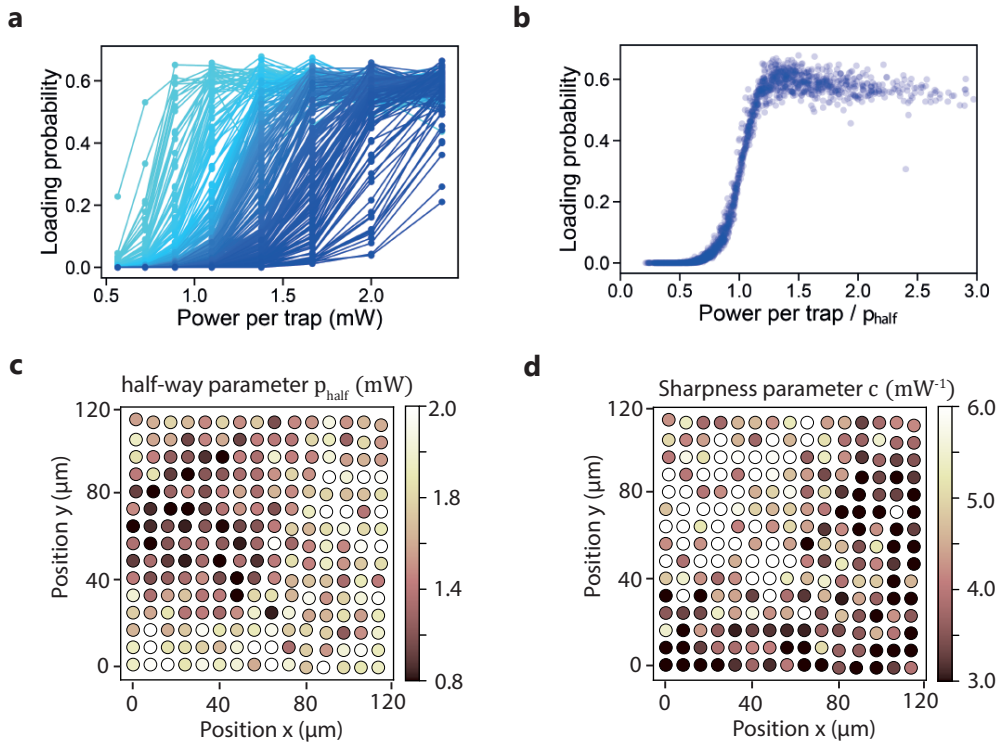 a
Loading probability
0.6
0.4
0.2
0.0
0.5 1.0 1.5 2.0
Power per trap (mW)
b
Loading probability
0.6
0.4
0.2
0.0
0.0 0.5 1.0 1.5 2.0 2.5 3.0
Power per trap / phalf
c
half-way parameter phalf (mW)
Position y (μm)
120
80
40
0
0 40 80 120
Position x (μm)
2.0
1.8
1.4
0.8
d
Sharpness parameter c (mW-1)
Position y (μm)
120
80
40
0
0 40 80 120
Position x (μm)
6.0
5.0
4.0
3.0